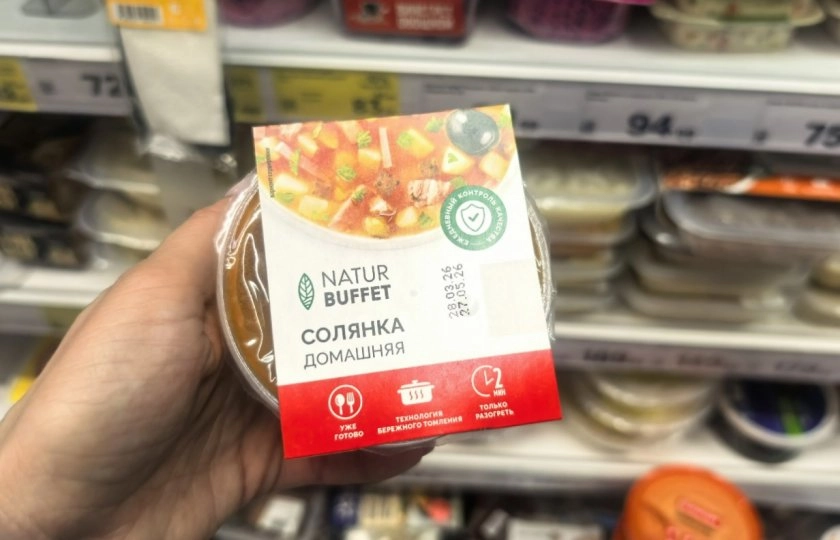 72
94
75
ЕЖЕДНЕВНЫЙ КОНТРОЛЬ КАЧЕСТВА
NATUR
BUFFET
28.03.26
27.05.26
СОЛЯНКА
ДОМАШНЯЯ
УЖЕ
ГОТОВО
ТЕХНОЛОГИЯ
БЕРЕЖНОГО ТОМЛЕНИЯ
2
МИН
ТОЛЬКО
РАЗОГРЕТЬ